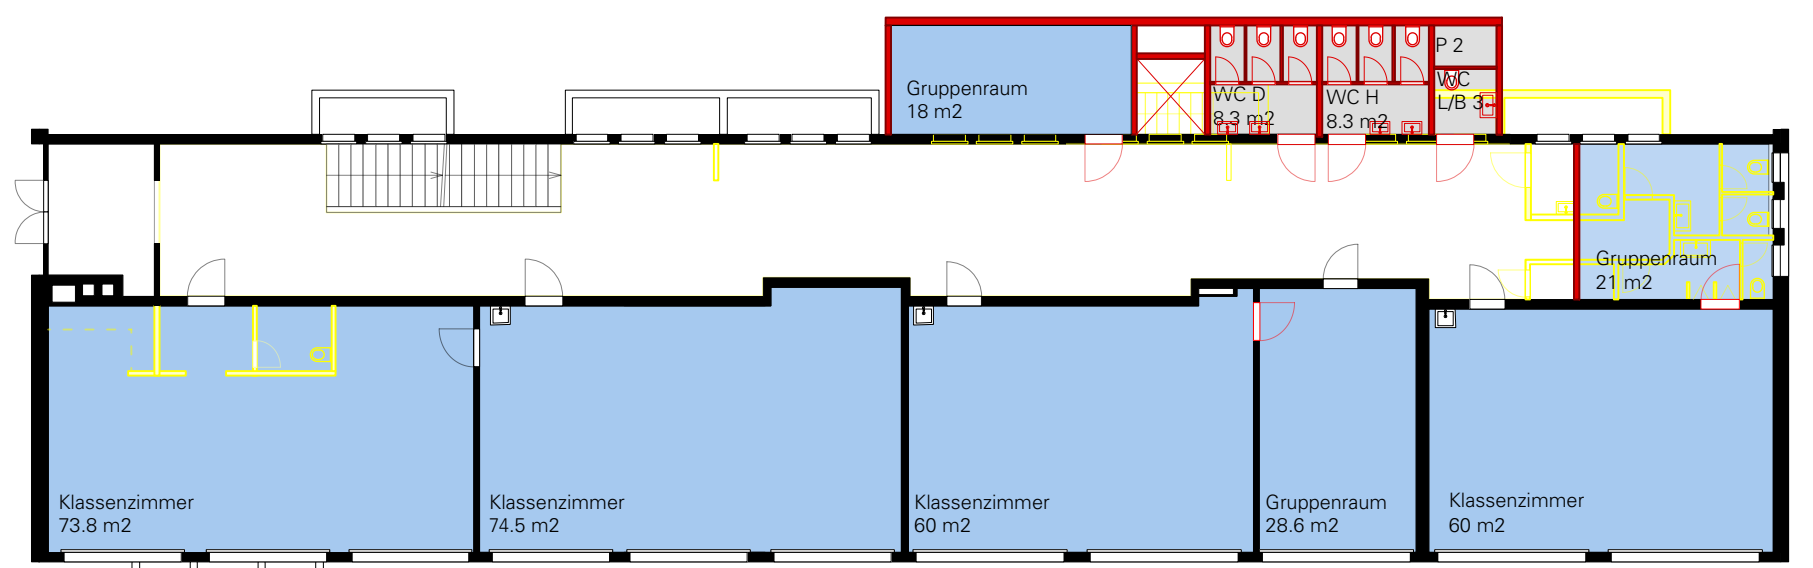 P 2
Gruppenraum
18 m2
WC D
8.3 m2
WC H
8.3 m2
WC
L/B 3
Gruppenraum
21 m2
Klassenzimmer
73.8 m2
Klassenzimmer
74.5 m2
Klassenzimmer
60 m2
Gruppenraum
28.6 m2
Klassenzimmer
60 m2